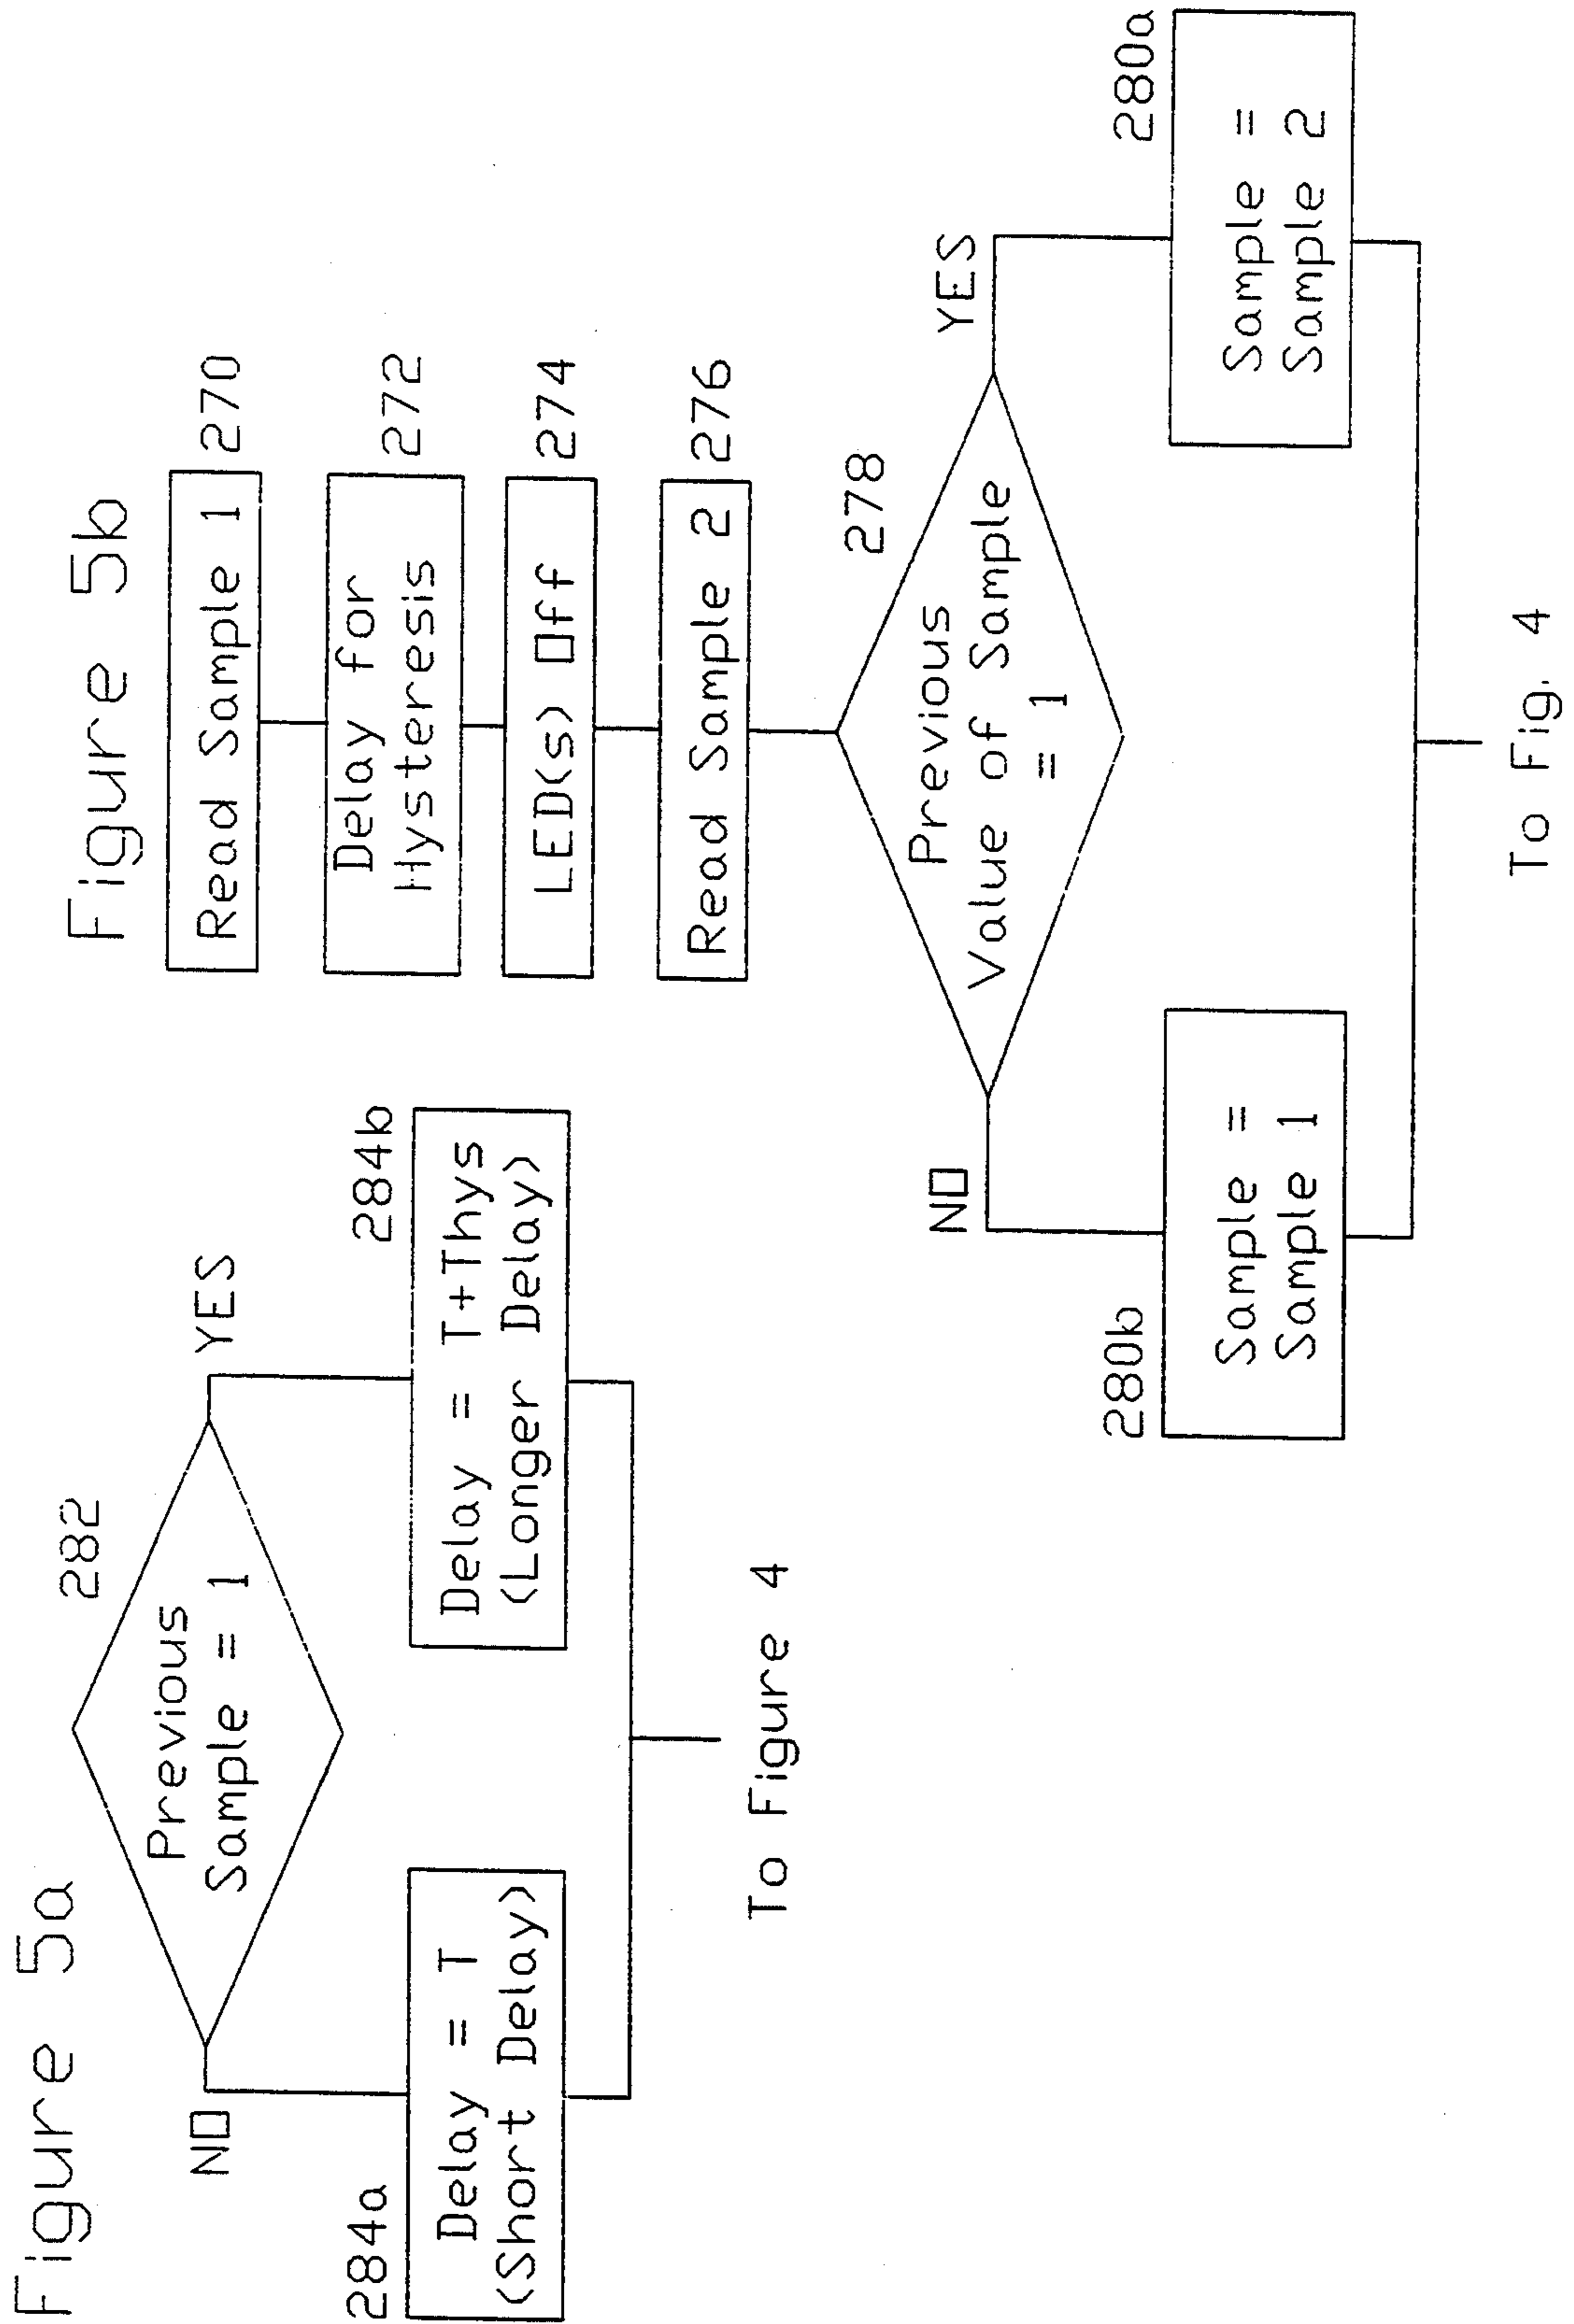 Figure 5a
282
Previous
Sample = 1
NO
YES
284a
Delay = T
(Short Delay)
284b
Delay = T+Thys
(Longer Delay)
To Figure 4
Figure 5b
Read Sample 1
270
Delay for
Hysteresis
272
LED(s) Off
274
Read Sample 2
276
278
Previous
Value of Sample
= 1
NO
YES
280b
Sample =
Sample 1
280a
Sample =
Sample 2
To Fig. 4